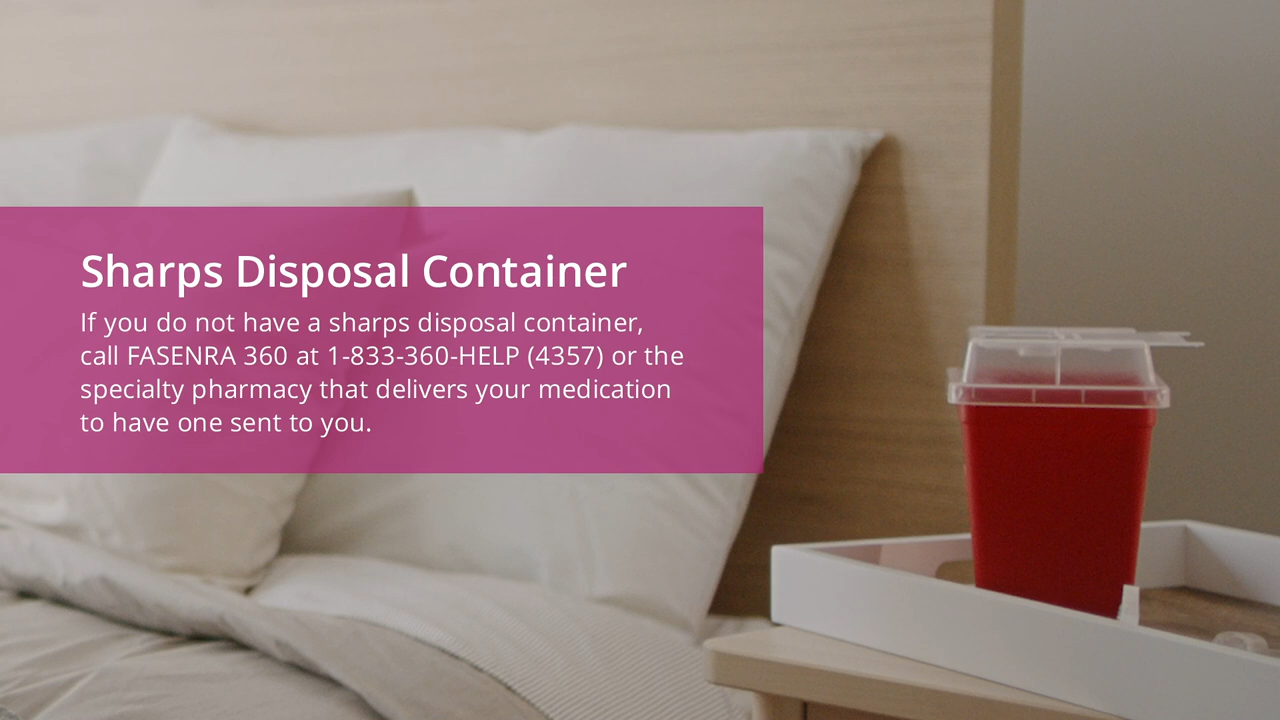 Sharps Disposal Container
If you do not have a sharps disposal container,
call FASENRA 360 at 1-833-360-HELP (4357) or the
specialty pharmacy that delivers your medication
to have one sent to you.